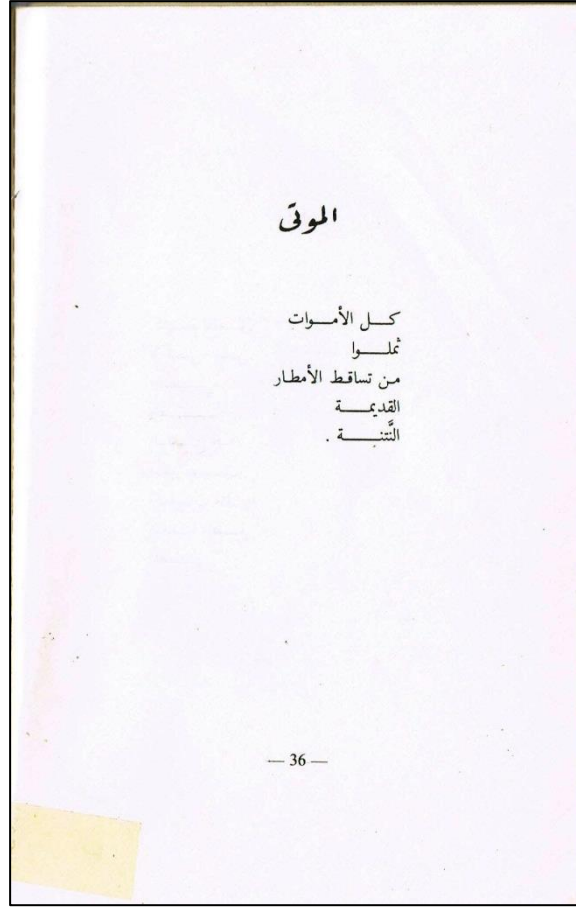 الموتى
كل الأموات
ثملوا
من تساقط الأمطار
القديمة
النَّتنة .
— 36 —